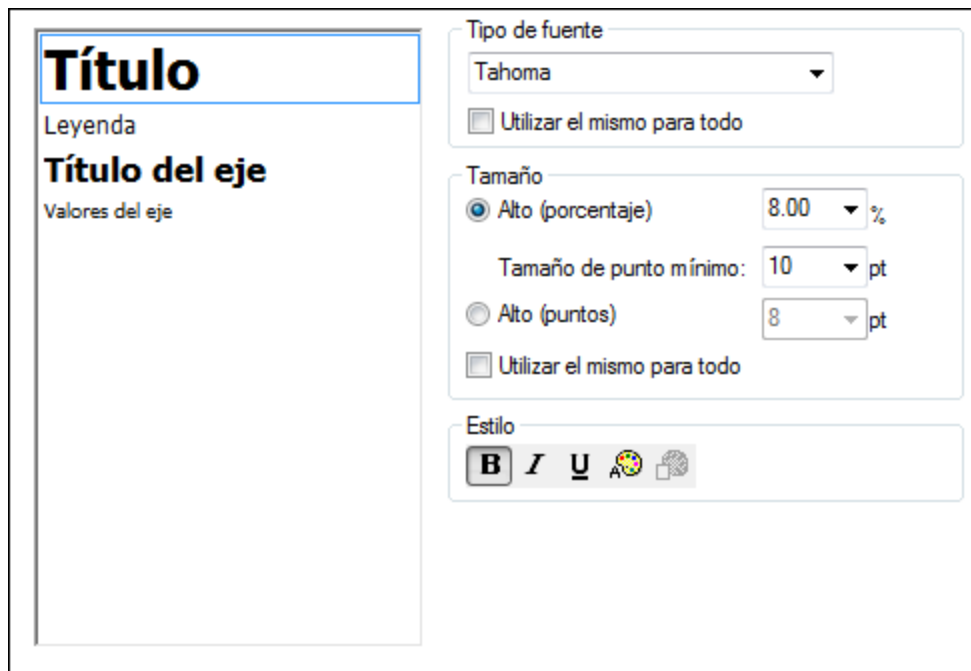 Título
Leyenda
Título del eje
Valores del eje
Tipo de fuente
Tahoma
Utilizar el mismo para todo
Tamaño
Alto (porcentaje) 8.00 %
Tamaño de punto mínimo: 10 pt
Alto (puntos) 8 pt
Utilizar el mismo para todo
Estilo
B I U A